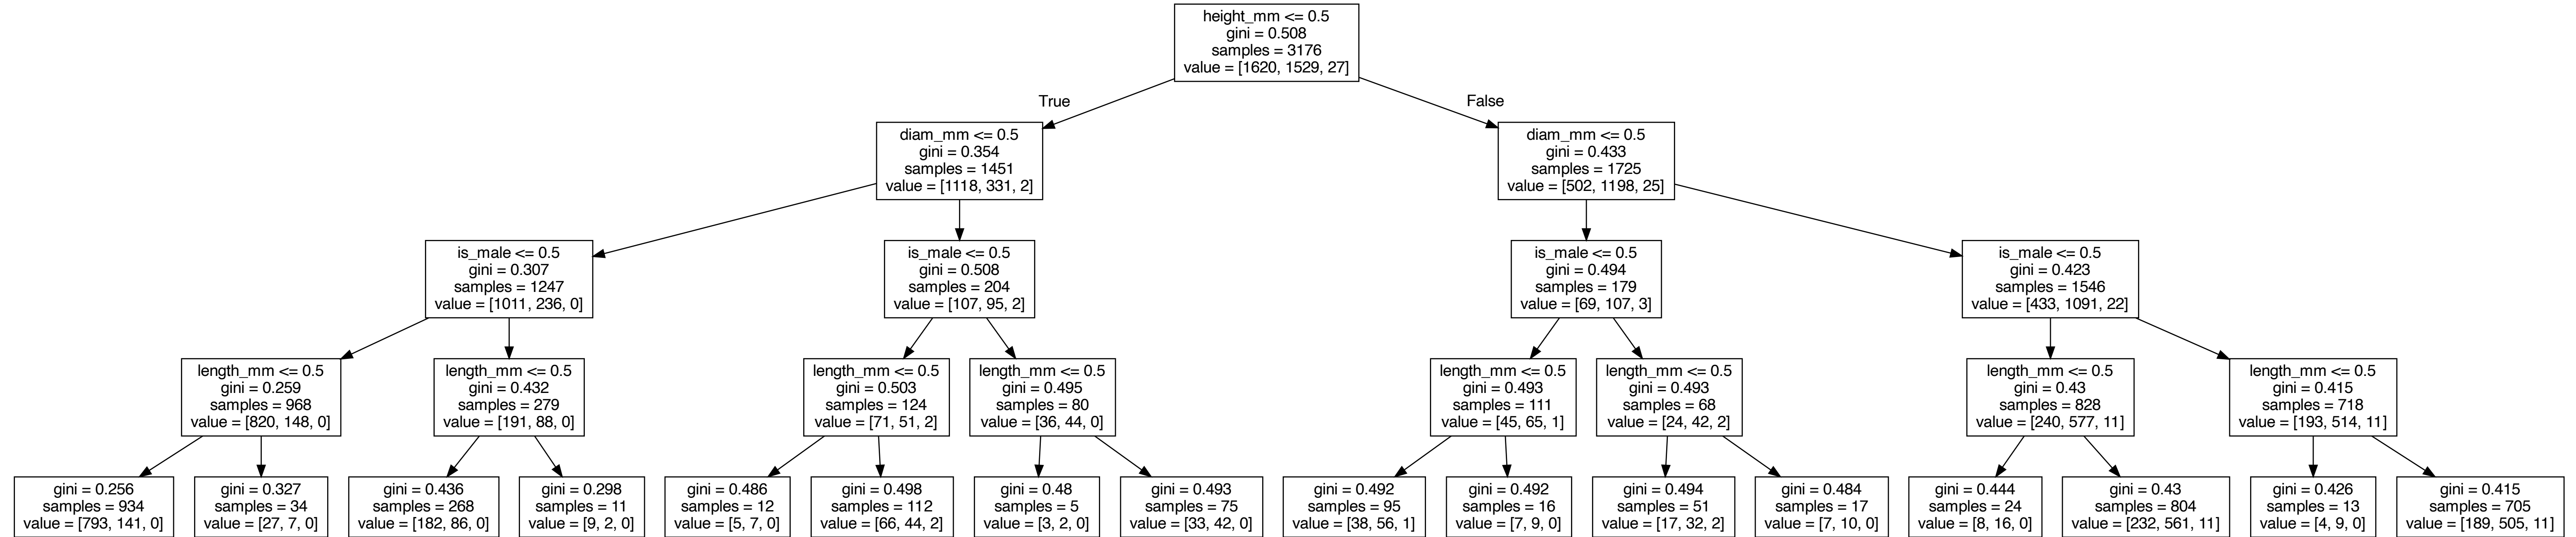 height_mm <= 0.5
gini = 0.508
samples = 3176
value = [1620, 1529, 27]
True
False
diam_mm <= 0.5
gini = 0.354
samples = 1451
value = [1118, 331, 2]
diam_mm <= 0.5
gini = 0.433
samples = 1725
value = [502, 1198, 25]
is_male <= 0.5
gini = 0.307
samples = 1247
value = [1011, 236, 0]
is_male <= 0.5
gini = 0.508
samples = 204
value = [107, 95, 2]
is_male <= 0.5
gini = 0.494
samples = 179
value = [69, 107, 3]
is_male <= 0.5
gini = 0.423
samples = 1546
value = [433, 1091, 22]
length_mm <= 0.5
gini = 0.259
samples = 968
value = [820, 148, 0]
length_mm <= 0.5
gini = 0.432
samples = 279
value = [191, 88, 0]
length_mm <= 0.5
gini = 0.503
samples = 124
value = [71, 51, 2]
length_mm <= 0.5
gini = 0.495
samples = 80
value = [36, 44, 0]
length_mm <= 0.5
gini = 0.493
samples = 111
value = [45, 65, 1]
length_mm <= 0.5
gini = 0.493
samples = 68
value = [24, 42, 2]
length_mm <= 0.5
gini = 0.43
samples = 828
value = [240, 577, 11]
length_mm <= 0.5
gini = 0.415
samples = 718
value = [193, 514, 11]
gini = 0.256
samples = 934
value = [793, 141, 0]
gini = 0.327
samples = 34
value = [27, 7, 0]
gini = 0.436
samples = 268
value = [182, 86, 0]
gini = 0.298
samples = 11
value = [9, 2, 0]
gini = 0.486
samples = 12
value = [5, 7, 0]
gini = 0.498
samples = 112
value = [66, 44, 2]
gini = 0.48
samples = 5
value = [3, 2, 0]
gini = 0.493
samples = 75
value = [33, 42, 0]
gini = 0.492
samples = 95
value = [38, 56, 1]
gini = 0.492
samples = 16
value = [7, 9, 0]
gini = 0.494
samples = 51
value = [17, 32, 2]
gini = 0.484
samples = 17
value = [7, 10, 0]
gini = 0.444
samples = 24
value = [8, 16, 0]
gini = 0.43
samples = 804
value = [232, 561, 11]
gini = 0.426
samples = 13
value = [4, 9, 0]
gini = 0.415
samples = 705
value = [189, 505, 11]